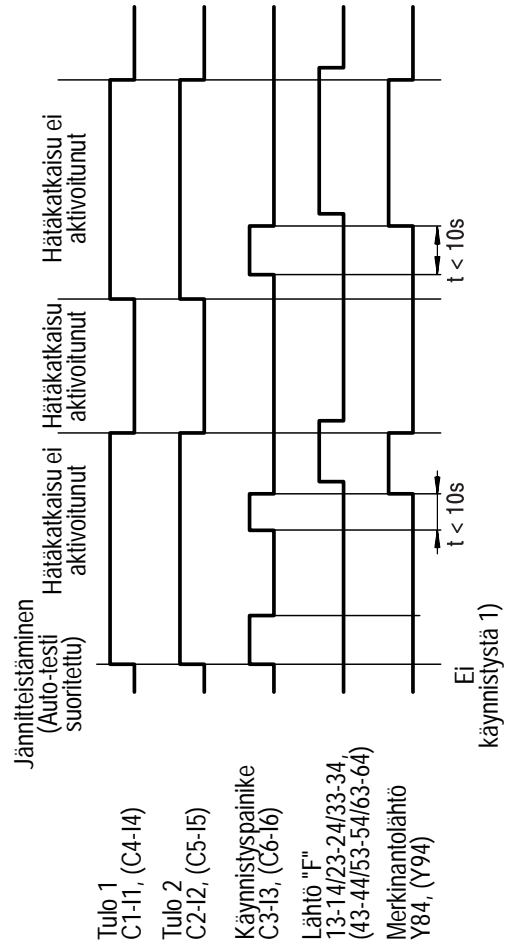 Jännitteistäminen
(Auto-testi
suoritettu)
Hätäkatkaisu ei
aktivoitunut
Hätäkatkaisu
aktivoitunut
Hätäkatkaisu ei
aktivoitunut
Tulo 1
C1-I1, (C4-I4)
Tulo 2
C2-I2, (C5-I5)
Käynnistyspainike
C3-I3, (C6-I6)
Lähtö "F"
13-14/23-24/33-34,
(43-44/53-54/63-64)
Merkinantolähtö
Y84, (Y94)
Ei
käynnistystä 1)
t < 10s
t < 10s